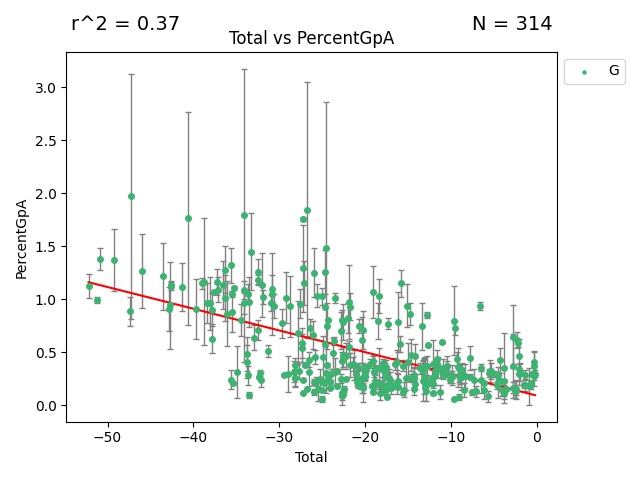 r^2 = 0.37
N = 314
Total vs PercentGpA
G
PercentGpA
3.0
2.5
2.0
1.5
1.0
0.5
0.0
−50 −40 −30 −20 −10 0
Total